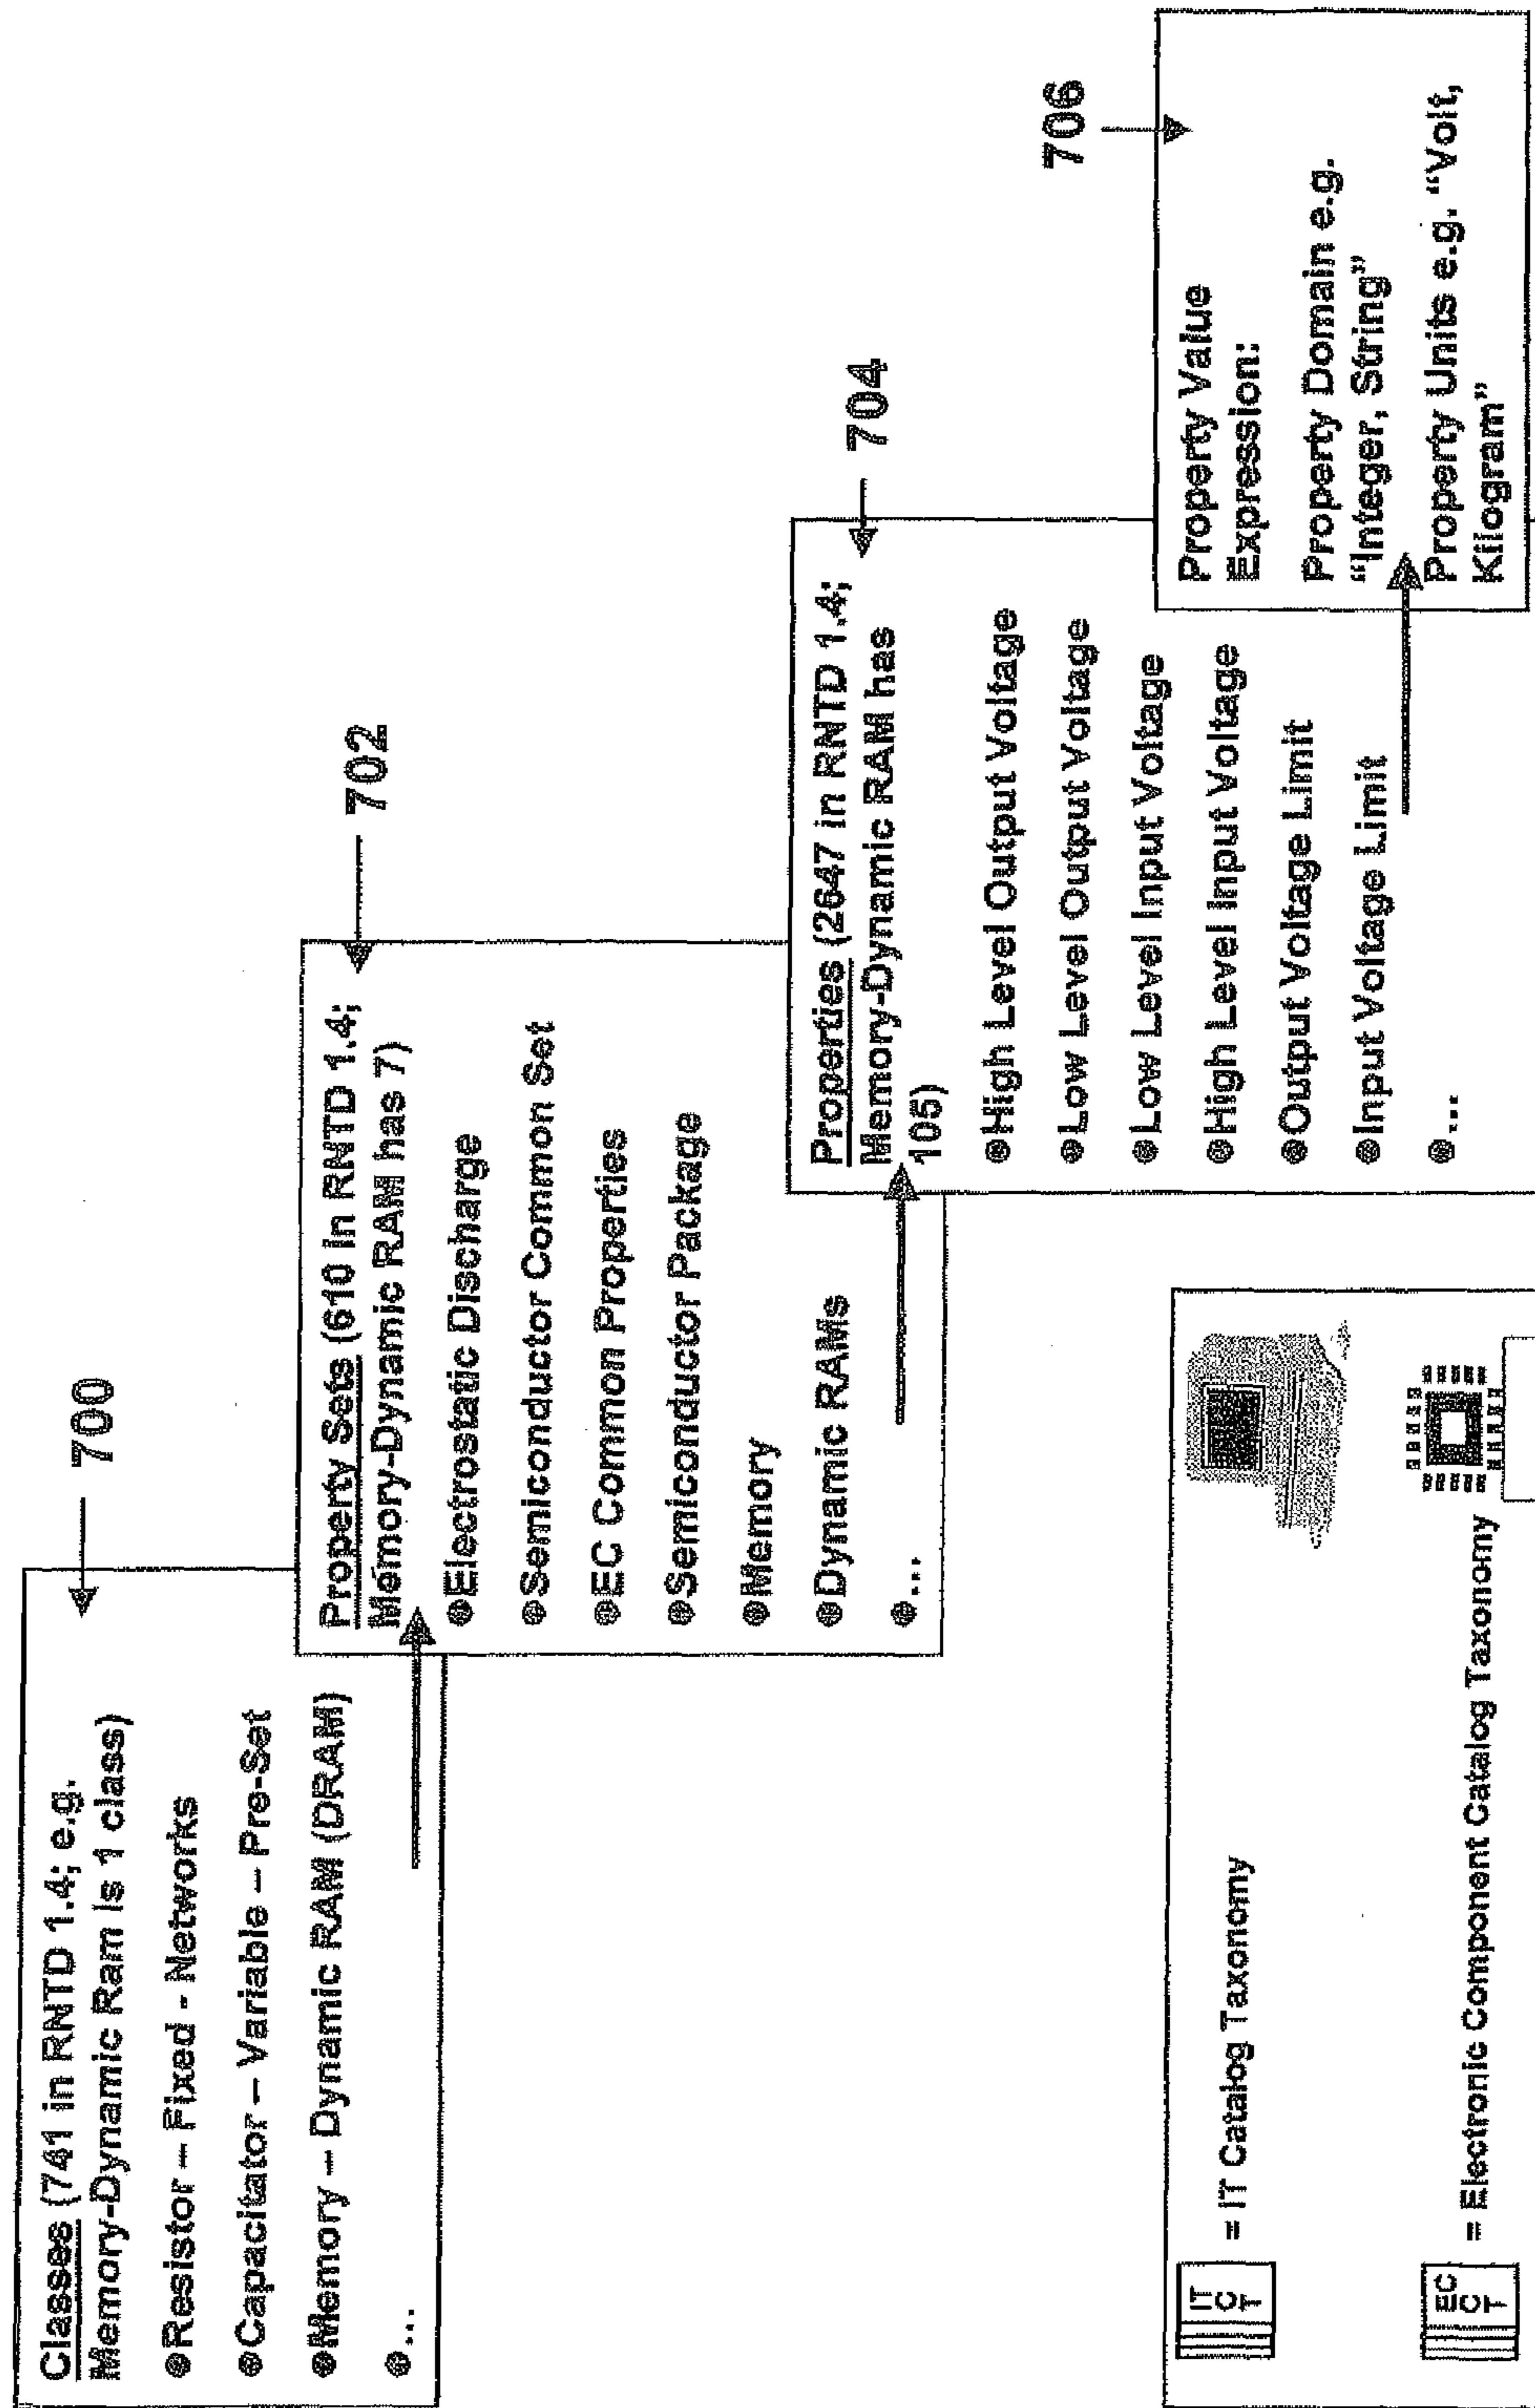 700
Classes (741 in RNTD 1.4; e.g.
Memory-Dynamic Ram is 1 class)
Resistor – Fixed - Networks
Capacitator – Variable – Pre-Set
Memory – Dynamic RAM (DRAM)
...
702
Property Sets (610 in RNTD 1.4;
Memory-Dynamic RAM has 7)
Electrostatic Discharge
Semiconductor Common Set
EC Common Properties
Semiconductor Package
Memory
Dynamic RAMs
...
704
Properties (2647 in RNTD 1.4;
Memory-Dynamic RAM has
105)
High Level Output Voltage
Low Level Output Voltage
Low Level Input Voltage
High Level Input Voltage
Output Voltage Limit
Input Voltage Limit
...
706
Property Value
Expression:
Property Domain e.g.
“Integer, String”
Property Units e.g. “Volt,
Kilogram”
IT
C
T
= IT Catalog Taxonomy
EC
C
T
= Electronic Component Catalog Taxonomy